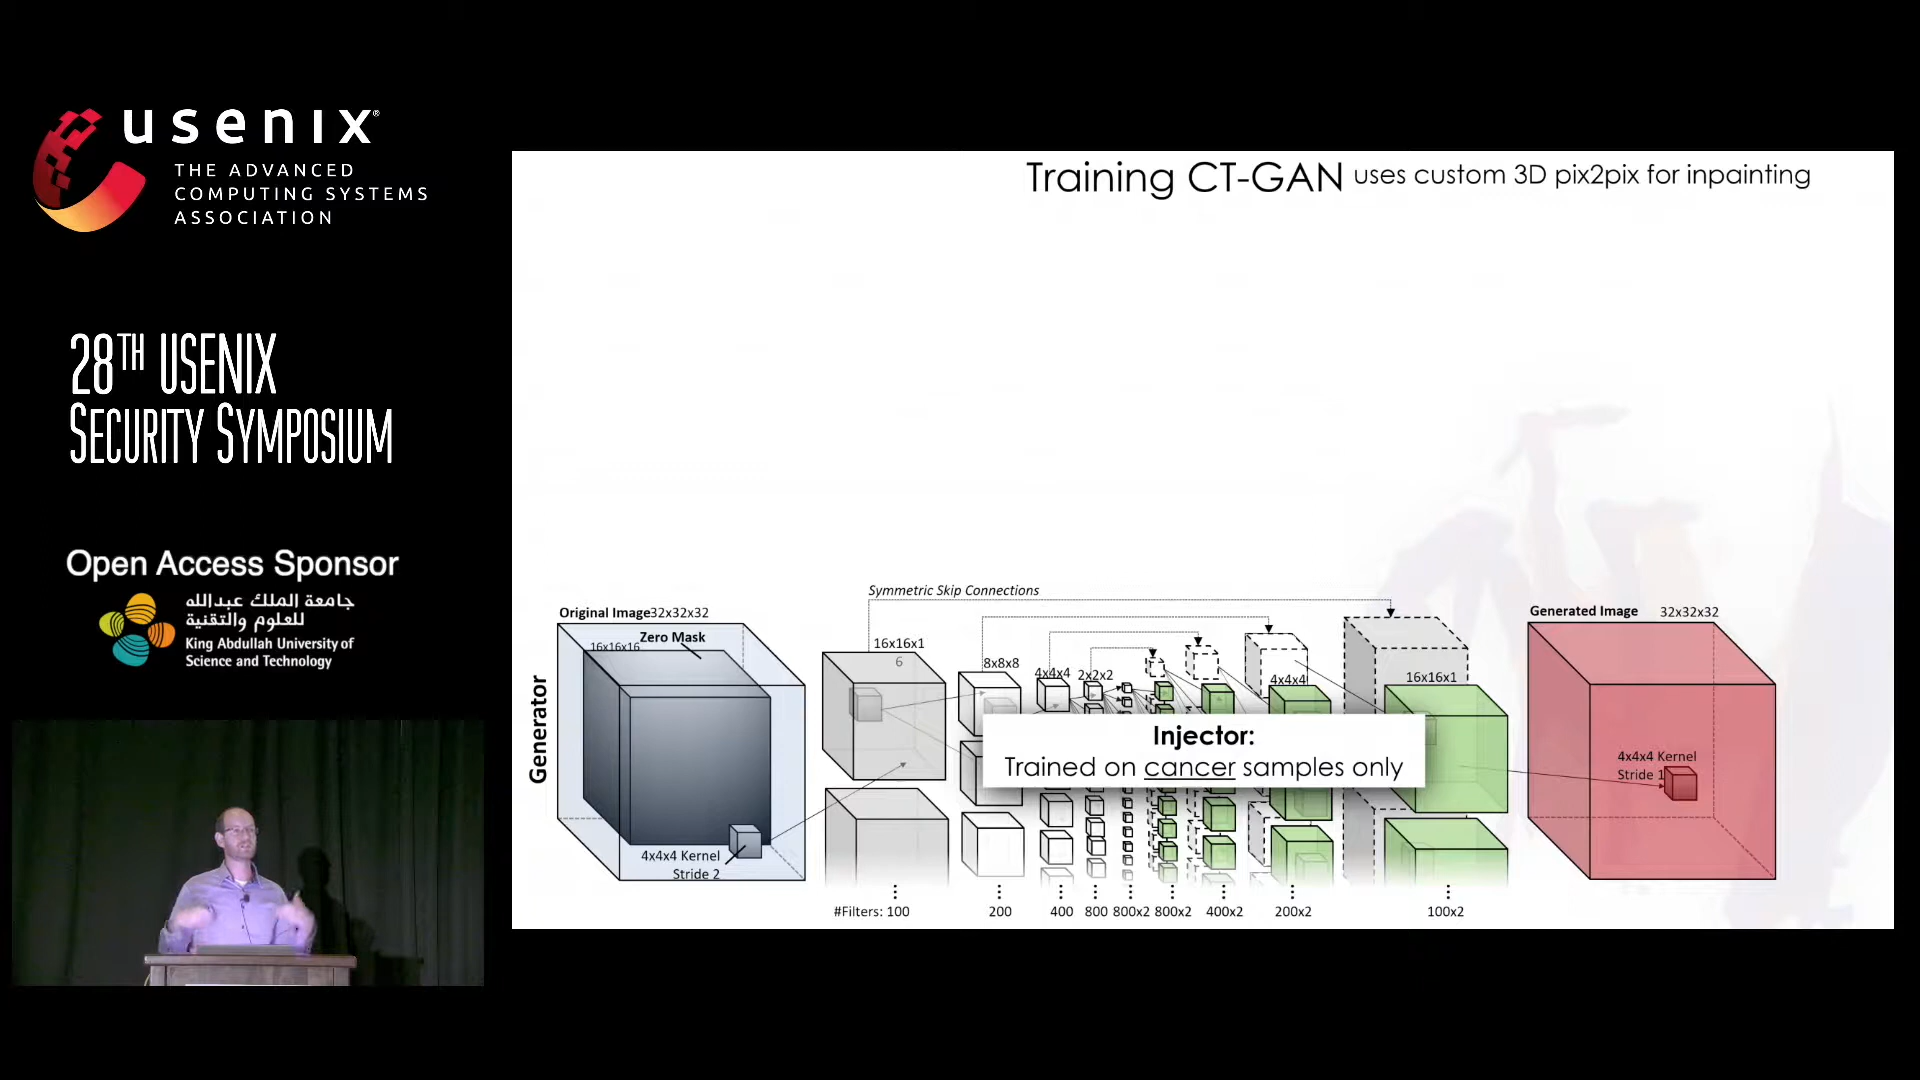 usenix®
THE ADVANCED
COMPUTING SYSTEMS
ASSOCIATION
28TH USENIX
SECURITY SYMPOSIUM
Open Access Sponsor
جامعة الملك عبدالله
للعلوم والتقنية
King Abdullah University of
Science and Technology
Training CT-GAN uses custom 3D pix2pix for inpainting
Symmetric Skip Connections
Original Image 32x32x32
Zero Mask
16x16x16
16x16x1
6
8x8x8
4x4x4
2x2x2
4x4x4
16x16x1
Generated Image 32x32x32
Generator
Injector:
Trained on cancer samples only
4x4x4 Kernel
Stride 1
4x4x4 Kernel
Stride 2
#Filters: 100 200 400 800 800x2 800x2 400x2 200x2 100x2